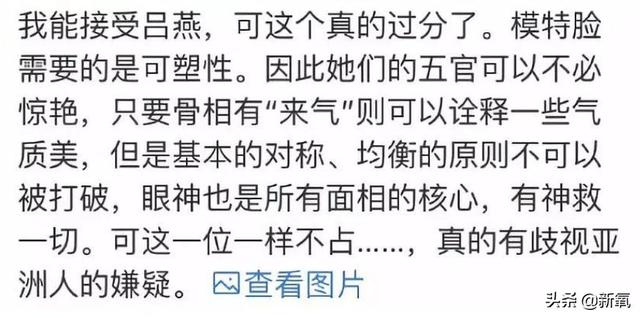 我能接受吕燕，可这个真的过分了。模特脸
需要的是可塑性。因此她们的五官可以不必
惊艳，只要骨相有“来气”则可以诠释一些气
质美，但是基本的对称、均衡的原则不可以
被打破，眼神也是所有面相的核心，有神救
一切。可这一位一样不占……，真的有歧视亚
洲人的嫌疑。查看图片
头条 @新氧